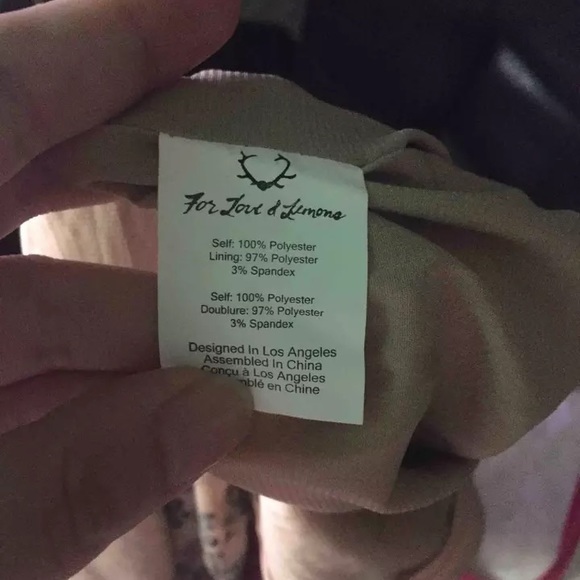 For Love & Lemons
Self: 100% Polyester
Lining: 97% Polyester
3% Spandex
Self: 100% Polyester
Doublure: 97% Polyester
3% Spandex
Designed in Los Angeles
Assembled in China
Conçu à Los Angeles
mblé en Chine